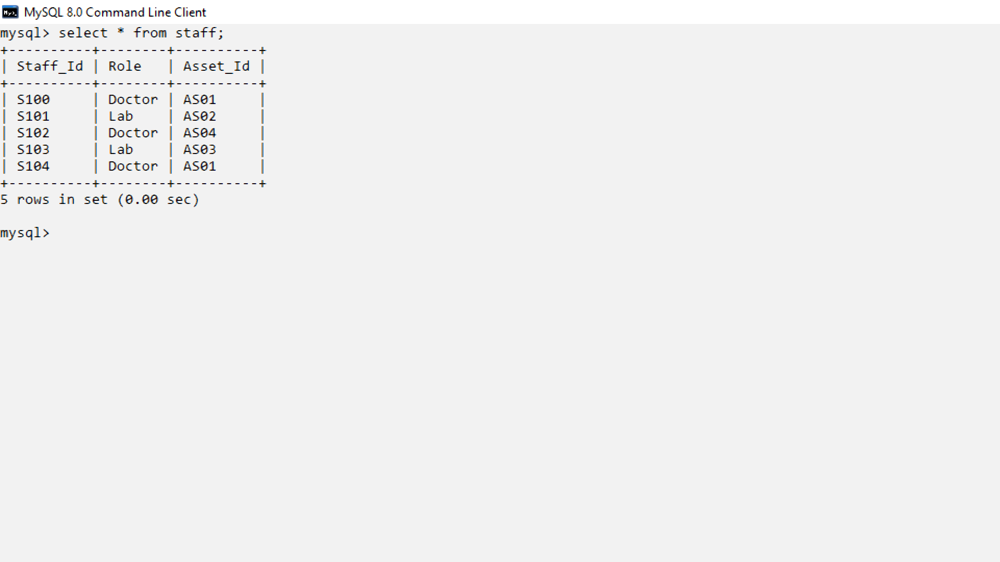 MySQL 8.0 Command Line Client
mysql> select * from staff;
+----------+--------+----------+
| Staff_Id | Role   | Asset_Id |
+----------+--------+----------+
| S100     | Doctor | AS01     |
| S101     | Lab    | AS02     |
| S102     | Doctor | AS04     |
| S103     | Lab    | AS03     |
| S104     | Doctor | AS01     |
+----------+--------+----------+
5 rows in set (0.00 sec)
mysql>